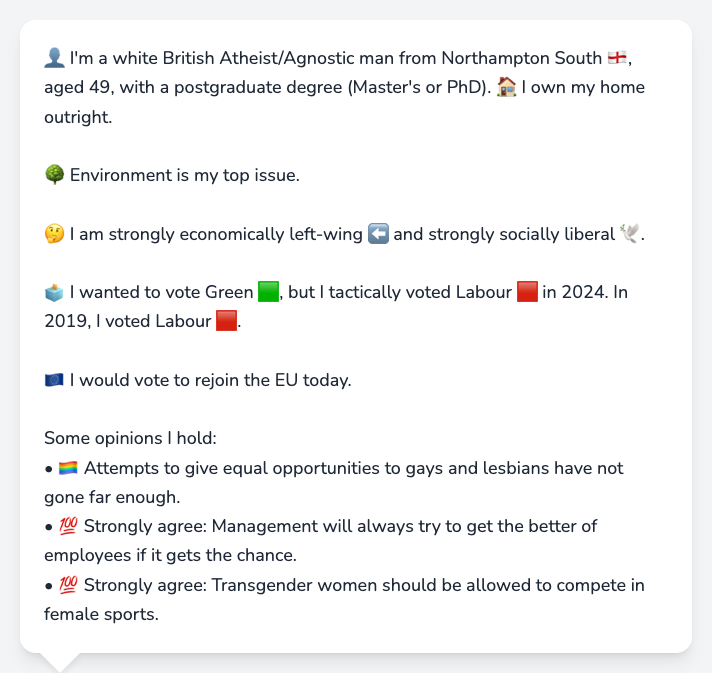 👤 I'm a white British Atheist/Agnostic man from Northampton South 🏴󠁧󠁢󠁥󠁮󠁧󠁿,
aged 49, with a postgraduate degree (Master's or PhD). 🏠 I own my home
outright.
🌳 Environment is my top issue.
🤔 I am strongly economically left-wing ⬅️ and strongly socially liberal 🕊️.
🗳️ I wanted to vote Green 🟩, but I tactically voted Labour 🟥 in 2024. In
2019, I voted Labour 🟥.
🇪🇺 I would vote to rejoin the EU today.
Some opinions I hold:
• 🏳️‍🌈 Attempts to give equal opportunities to gays and lesbians have not
gone far enough.
• 💯 Strongly agree: Management will always try to get the better of
employees if it gets the chance.
• 💯 Strongly agree: Transgender women should be allowed to compete in
female sports.